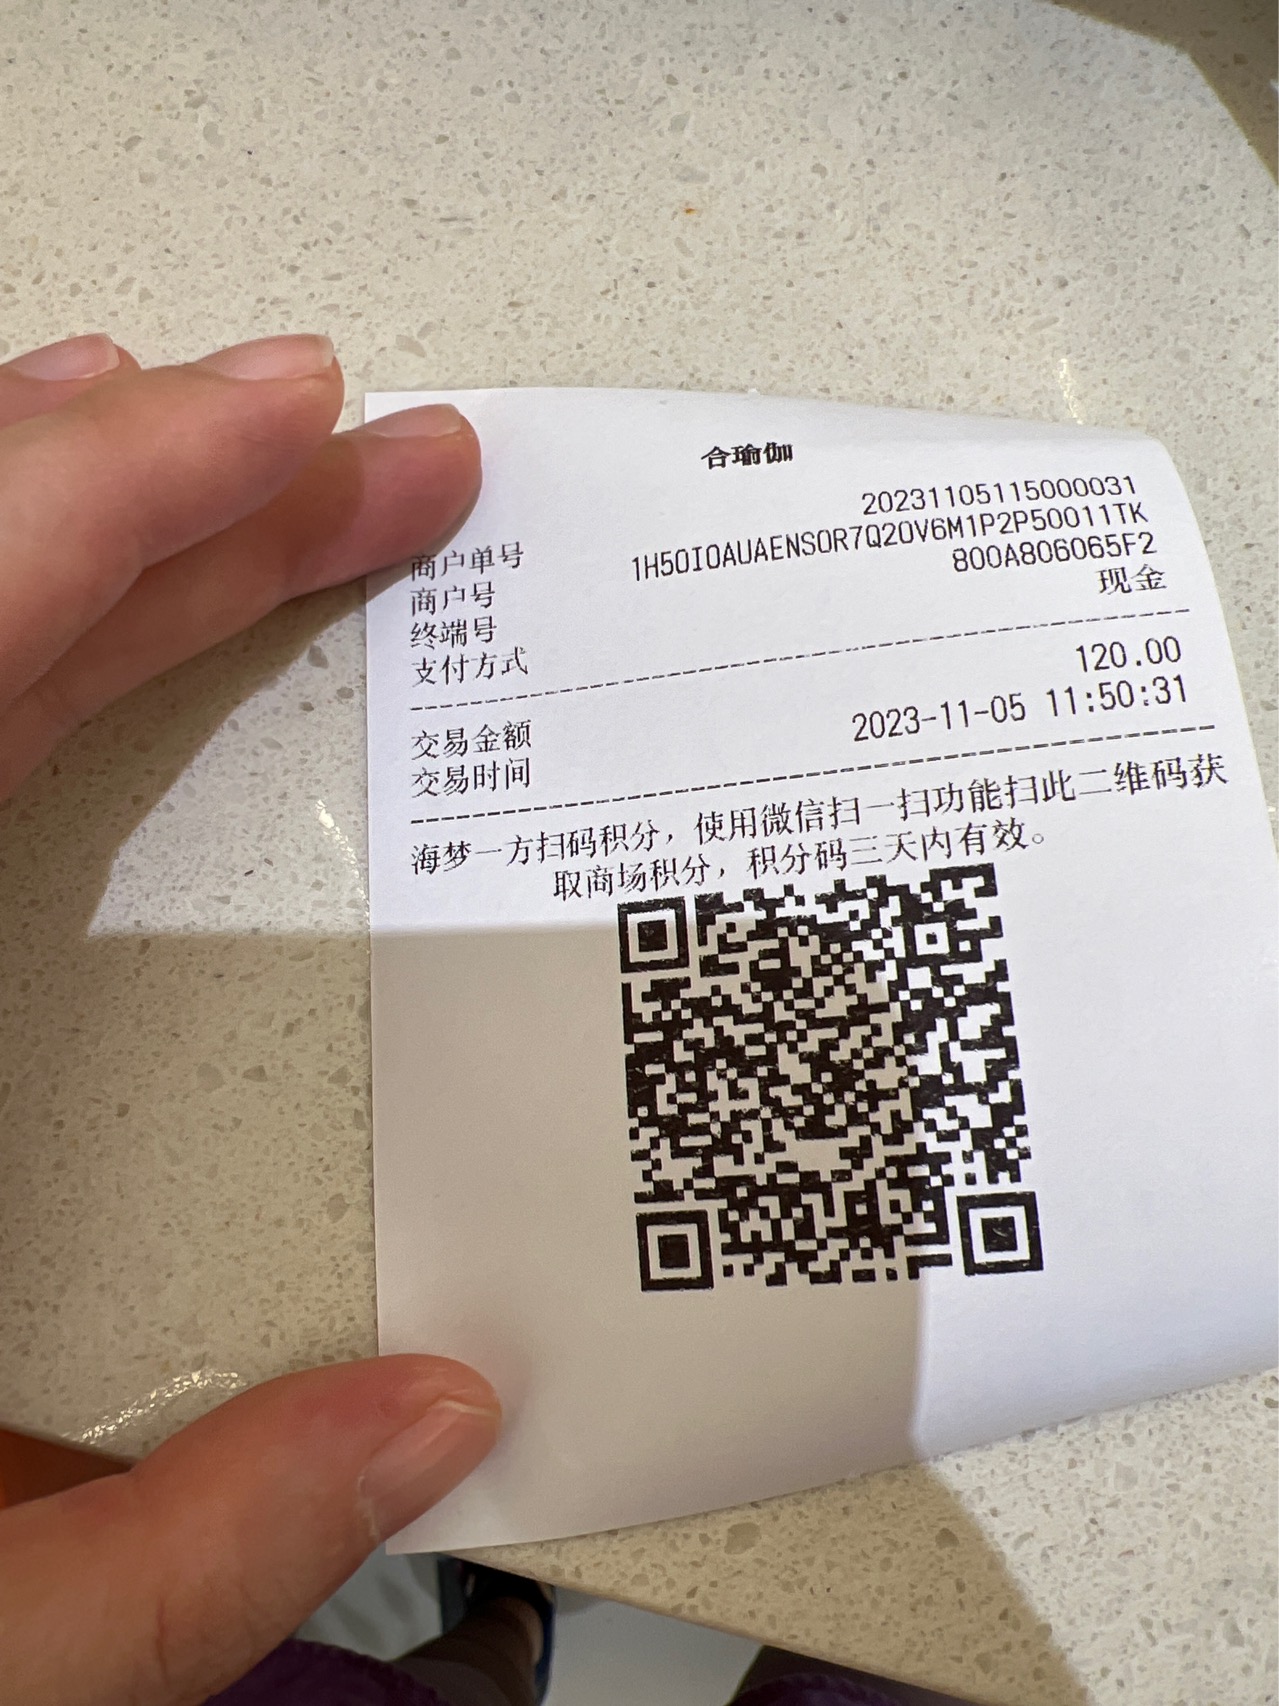 合瑜伽
商户单号 20231105115000031
商户号 1H50I0AUAENSOR7Q20V6M1P2P50011TK
终端号 800A806065F2
支付方式 现金
交易金额 120.00
交易时间 2023-11-05 11:50:31
海梦一方扫码积分，使用微信扫一扫功能扫此二维码获
取商场积分，积分码三天内有效。